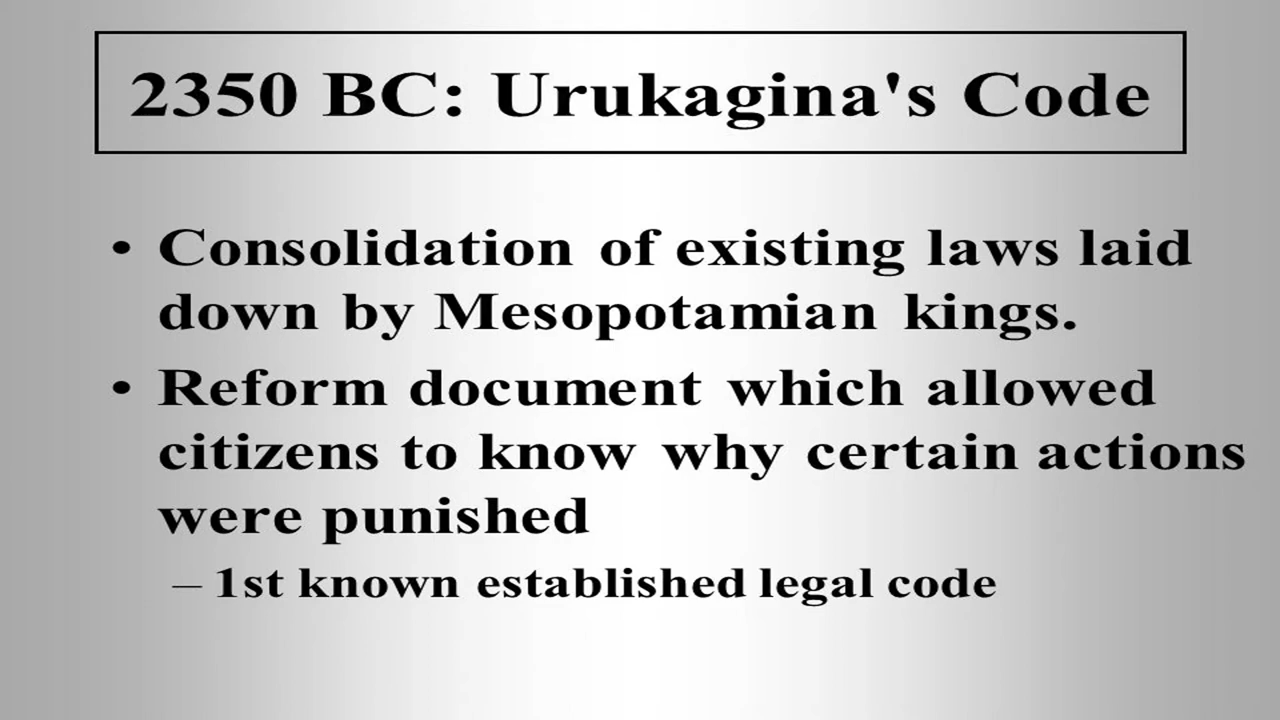 2350 BC: Urukagina's Code
• Consolidation of existing laws laid
down by Mesopotamian kings.
• Reform document which allowed
citizens to know why certain actions
were punished
– 1st known established legal code